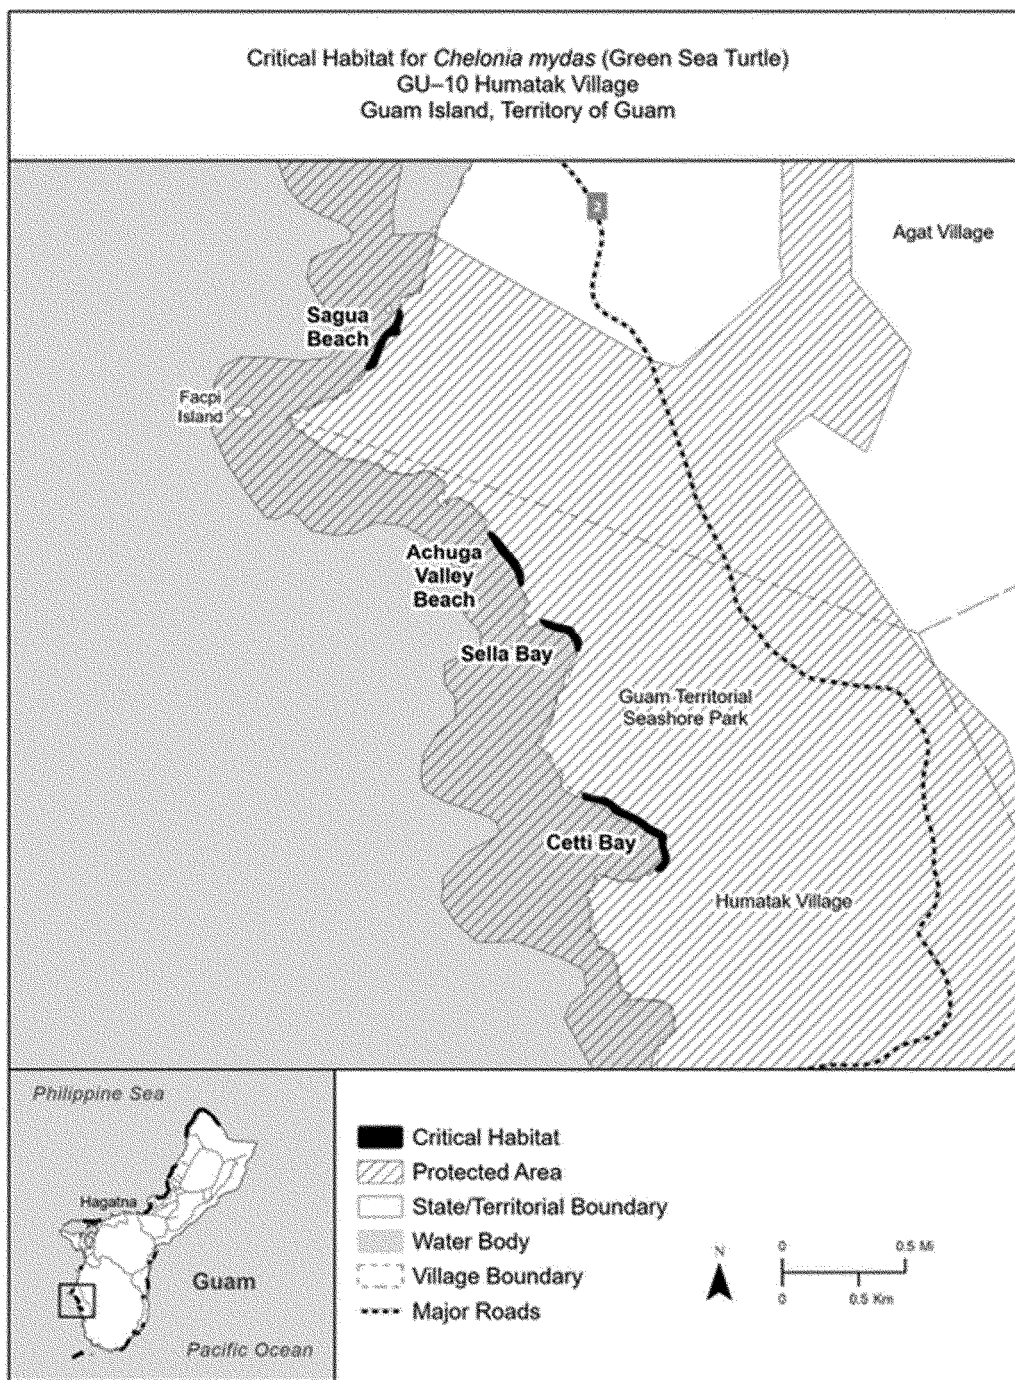 Critical Habitat for Chelonia mydas (Green Sea Turtle)
GU–10 Humatak Village
Guam Island, Territory of Guam
2
Agat Village
Sagua
Beach
Facpi
Island
Achuga
Valley
Beach
Sella Bay
Guam Territorial
Seashore Park
Cetti Bay
Humatak Village
Philippine Sea
Hagatna
Guam
Pacific Ocean
Critical Habitat
Protected Area
State/Territorial Boundary
Water Body
Village Boundary
Major Roads
N
0 0.5 Mi
0 0.5 Km